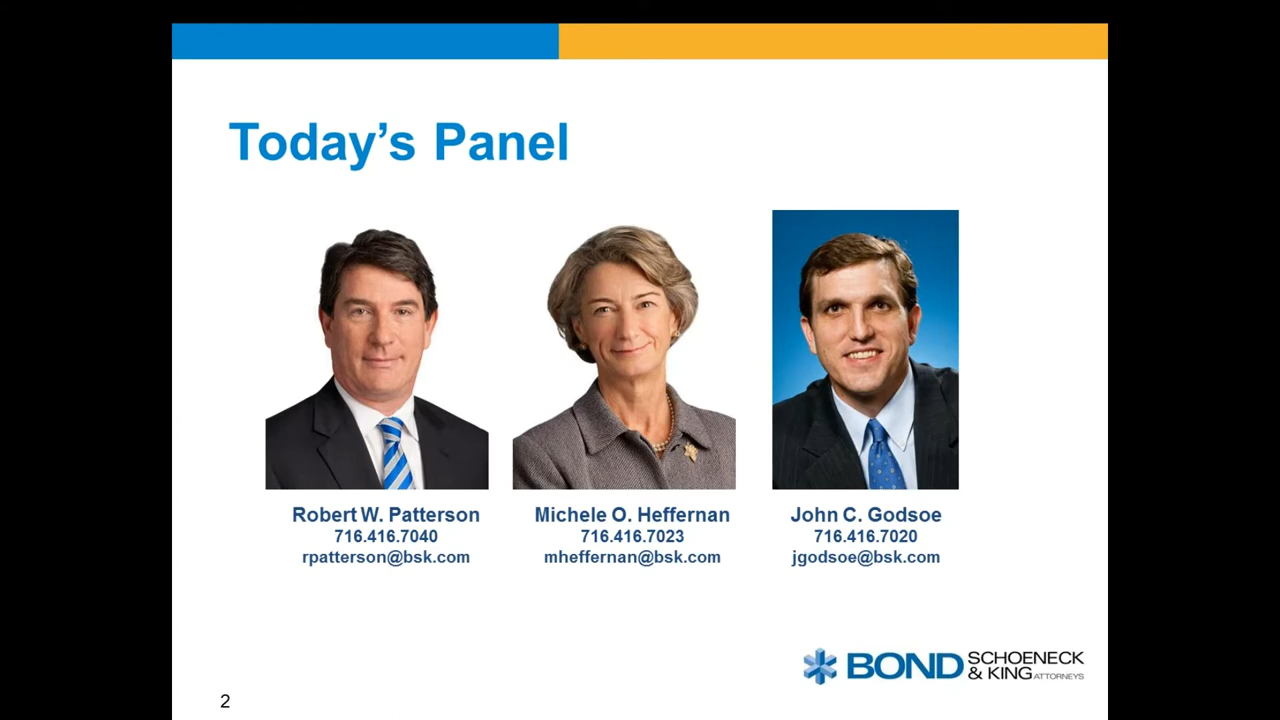 Today’s Panel
Robert W. Patterson
716.416.7040
rpatterson@bsk.com
Michele O. Heffernan
716.416.7023
mheffernan@bsk.com
John C. Godsoe
716.416.7020
jgodsoe@bsk.com
BOND SCHOENECK
& KING ATTORNEYS
2